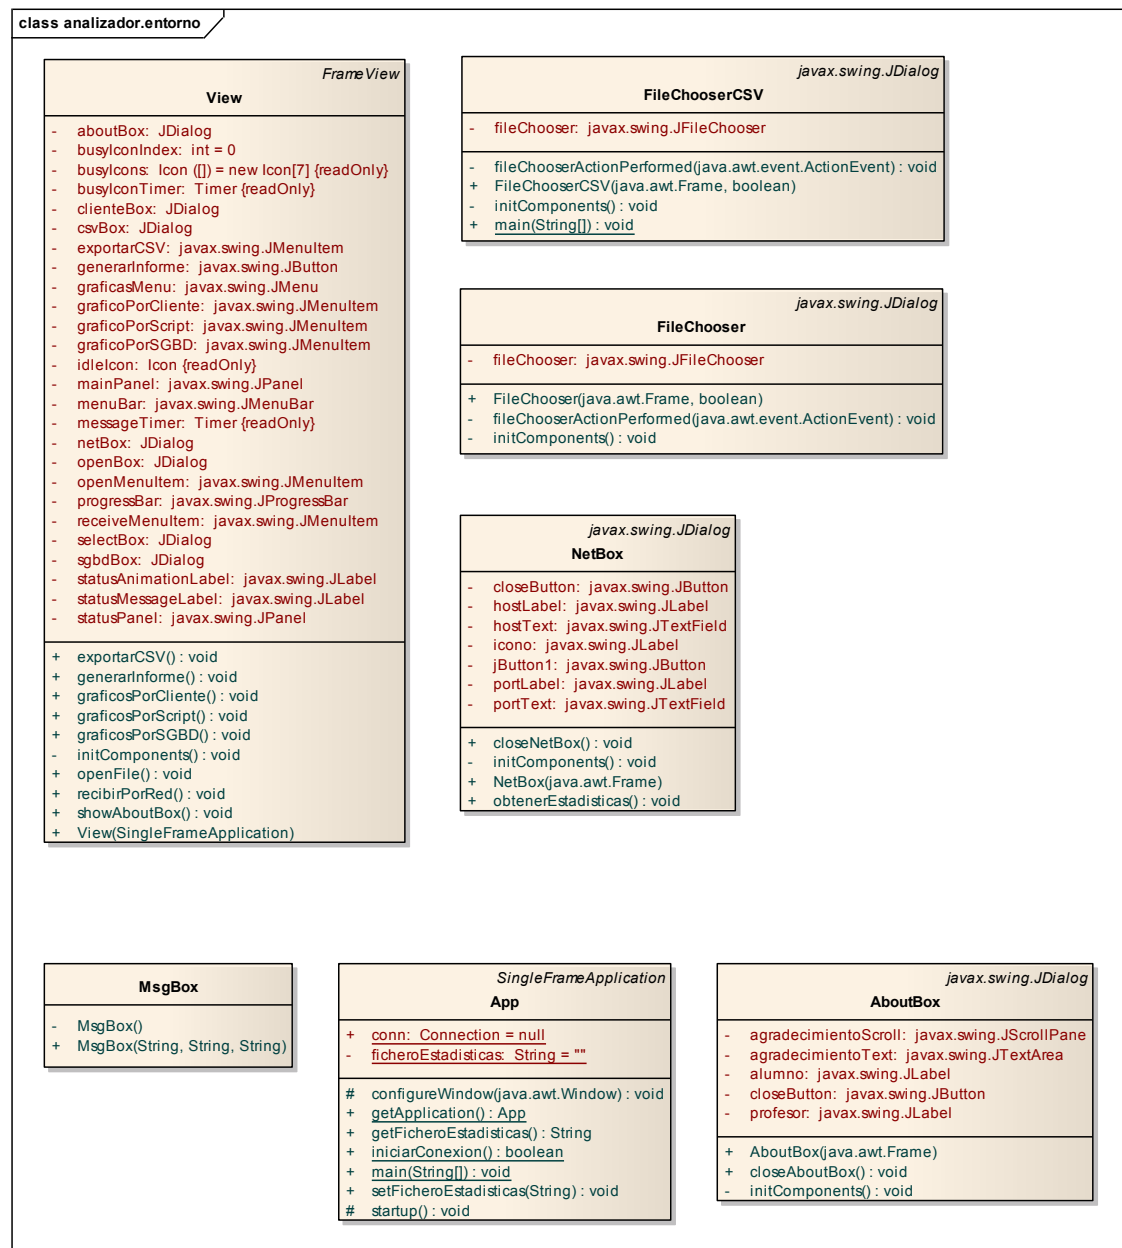 class analizador.entorno
FrameView
View
- aboutBox: JDialog
- busyIconIndex: int = 0
- busyIcons: Icon ([]) = new Icon[7] {readOnly}
- busyIconTimer: Timer {readOnly}
- clienteBox: JDialog
- csvBox: JDialog
- exportarCSV: javax.swing.JMenuItem
- generarInforme: javax.swing.JButton
- graficasMenu: javax.swing.JMenu
- graficoPorCliente: javax.swing.JMenuItem
- graficoPorScript: javax.swing.JMenuItem
- graficoPorSGBD: javax.swing.JMenuItem
- idleIcon: Icon {readOnly}
- mainPanel: javax.swing.JPanel
- menuBar: javax.swing.JMenuBar
- messageTimer: Timer {readOnly}
- netBox: JDialog
- openBox: JDialog
- openMenuItem: javax.swing.JMenuItem
- progressBar: javax.swing.JProgressBar
- receiveMenuItem: javax.swing.JMenuItem
- selectBox: JDialog
- sgbdBox: JDialog
- statusAnimationLabel: javax.swing.JLabel
- statusMessageLabel: javax.swing.JLabel
- statusPanel: javax.swing.JPanel
+ exportarCSV() : void
+ generarInforme() : void
+ graficosPorCliente() : void
+ graficosPorScript() : void
+ graficosPorSGBD() : void
- initComponents() : void
+ openFile() : void
+ recibirPorRed() : void
+ showAboutBox() : void
+ View(SingleFrameApplication)
javax.swing.JDialog
FileChooserCSV
- fileChooser: javax.swing.JFileChooser
- fileChooserActionPerformed(java.awt.event.ActionEvent) : void
+ FileChooserCSV(java.awt.Frame, boolean)
- initComponents() : void
+ main(String[]) : void
javax.swing.JDialog
FileChooser
- fileChooser: javax.swing.JFileChooser
+ FileChooser(java.awt.Frame, boolean)
- fileChooserActionPerformed(java.awt.event.ActionEvent) : void
- initComponents() : void
javax.swing.JDialog
NetBox
- closeButton: javax.swing.JButton
- hostLabel: javax.swing.JLabel
- hostText: javax.swing.JTextField
- icono: javax.swing.JLabel
- jButton1: javax.swing.JButton
- portLabel: javax.swing.JLabel
- portText: javax.swing.JTextField
+ closeNetBox() : void
- initComponents() : void
+ NetBox(java.awt.Frame)
+ obtenerEstadisticas() : void
MsgBox
- MsgBox()
+ MsgBox(String, String, String)
SingleFrameApplication
App
+ conn: Connection = null
- ficheroEstadisticas: String = ""
# configureWindow(java.awt.Window) : void
+ getApplication() : App
+ getFicheroEstadisticas() : String
+ iniciarConexion() : boolean
+ main(String[]) : void
+ setFicheroEstadisticas(String) : void
# startup() : void
javax.swing.JDialog
AboutBox
- agradecimientoScroll: javax.swing.JScrollPane
- agradecimientoText: javax.swing.JTextArea
- alumno: javax.swing.JLabel
- closeButton: javax.swing.JButton
- profesor: javax.swing.JLabel
+ AboutBox(java.awt.Frame)
+ closeAboutBox() : void
- initComponents() : void